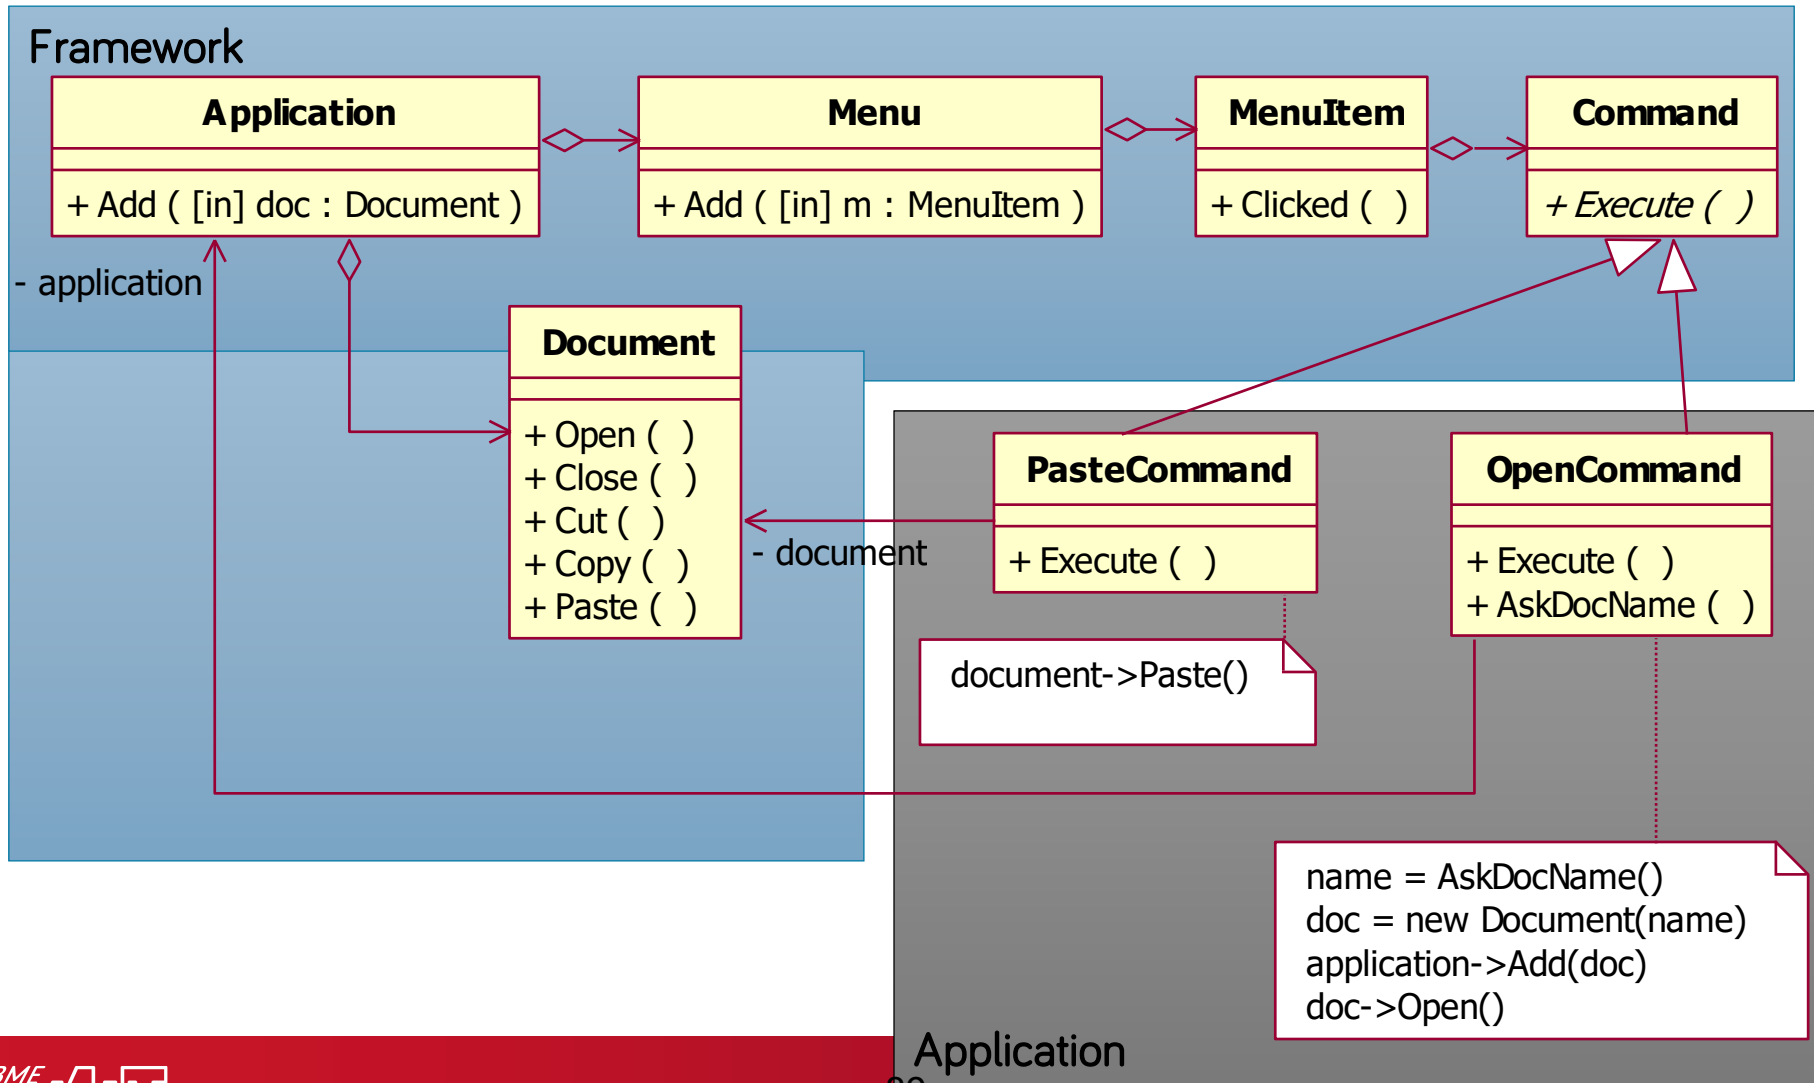 Framework
Application
+ Add ( [in] doc : Document )
Menu
+ Add ( [in] m : MenuItem )
MenuItem
+ Clicked ( )
Command
+ Execute ( )
- application
Document
+ Open ( )
+ Close ( )
+ Cut ( )
+ Copy ( )
+ Paste ( )
- document
PasteCommand
+ Execute ( )
OpenCommand
+ Execute ( )
+ AskDocName ( )
document->Paste()
name = AskDocName()
doc = new Document(name)
application->Add(doc)
doc->Open()
Application